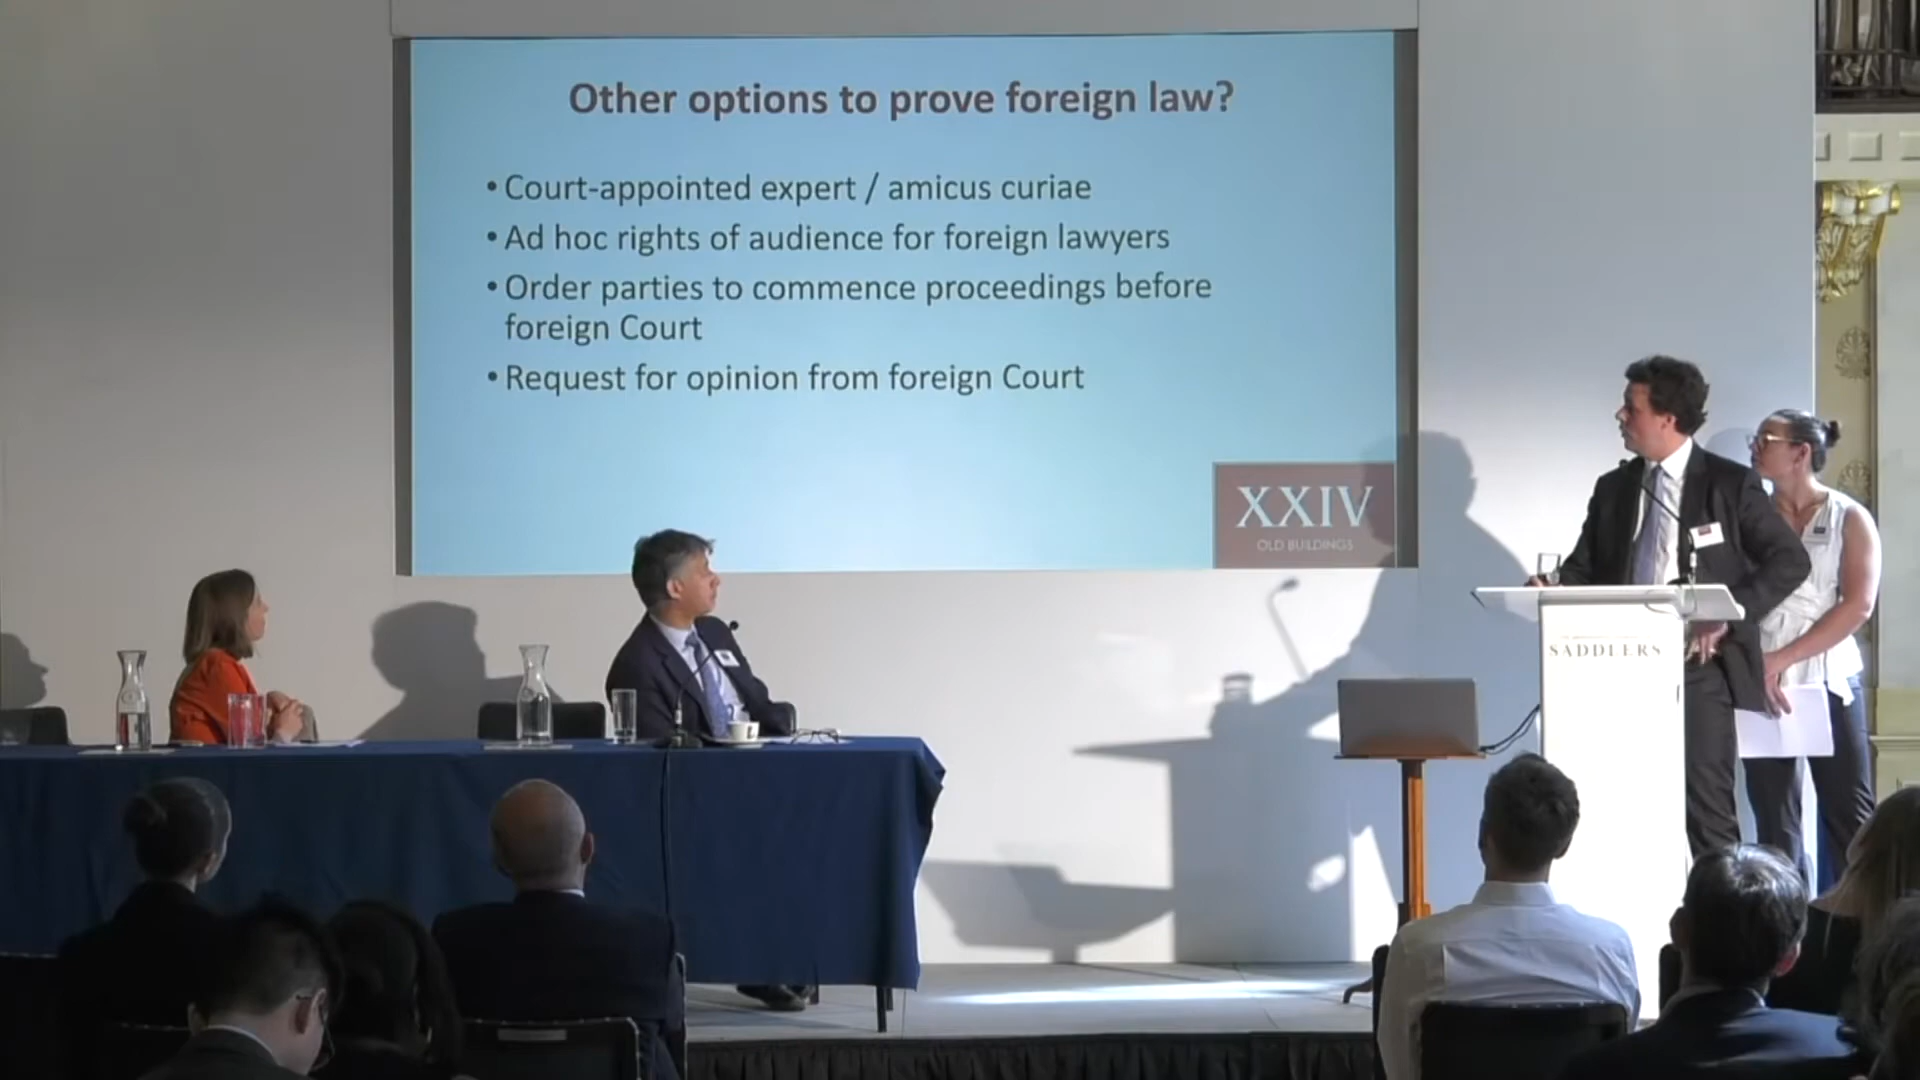 Other options to prove foreign law?
• Court-appointed expert / amicus curiae
• Ad hoc rights of audience for foreign lawyers
• Order parties to commence proceedings before
foreign Court
• Request for opinion from foreign Court
XXIV
OLD BUILDINGS
SADDLERS